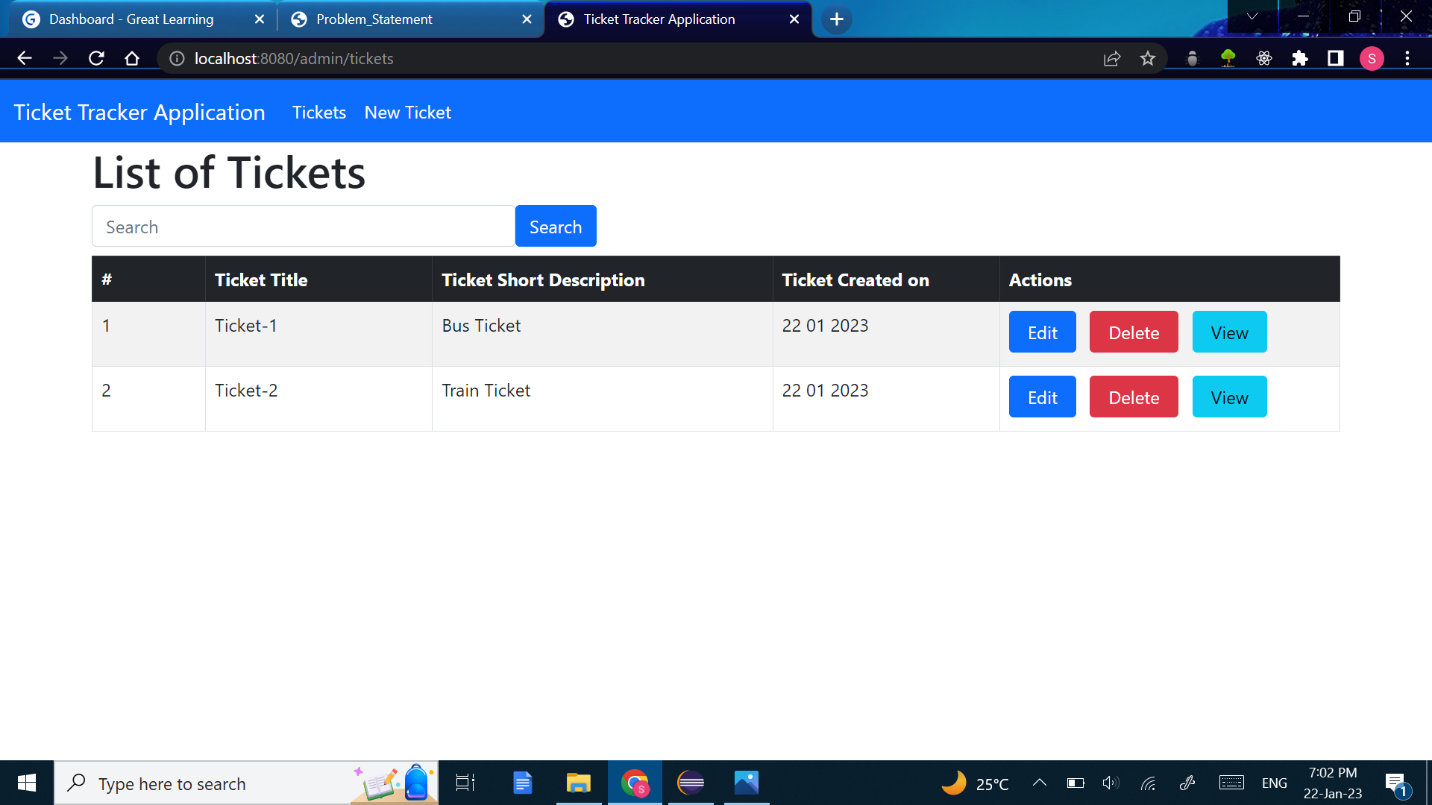 Dashboard - Great Learning
Problem_Statement
Ticket Tracker Application
localhost:8080/admin/tickets
S
Ticket Tracker Application Tickets New Ticket
List of Tickets
Search Search
# Ticket Title Ticket Short Description Ticket Created on Actions
1 Ticket-1 Bus Ticket 22 01 2023 Edit Delete View
2 Ticket-2 Train Ticket 22 01 2023 Edit Delete View
Type here to search
S
25°C
ENG
7:02 PM
22-Jan-23
1